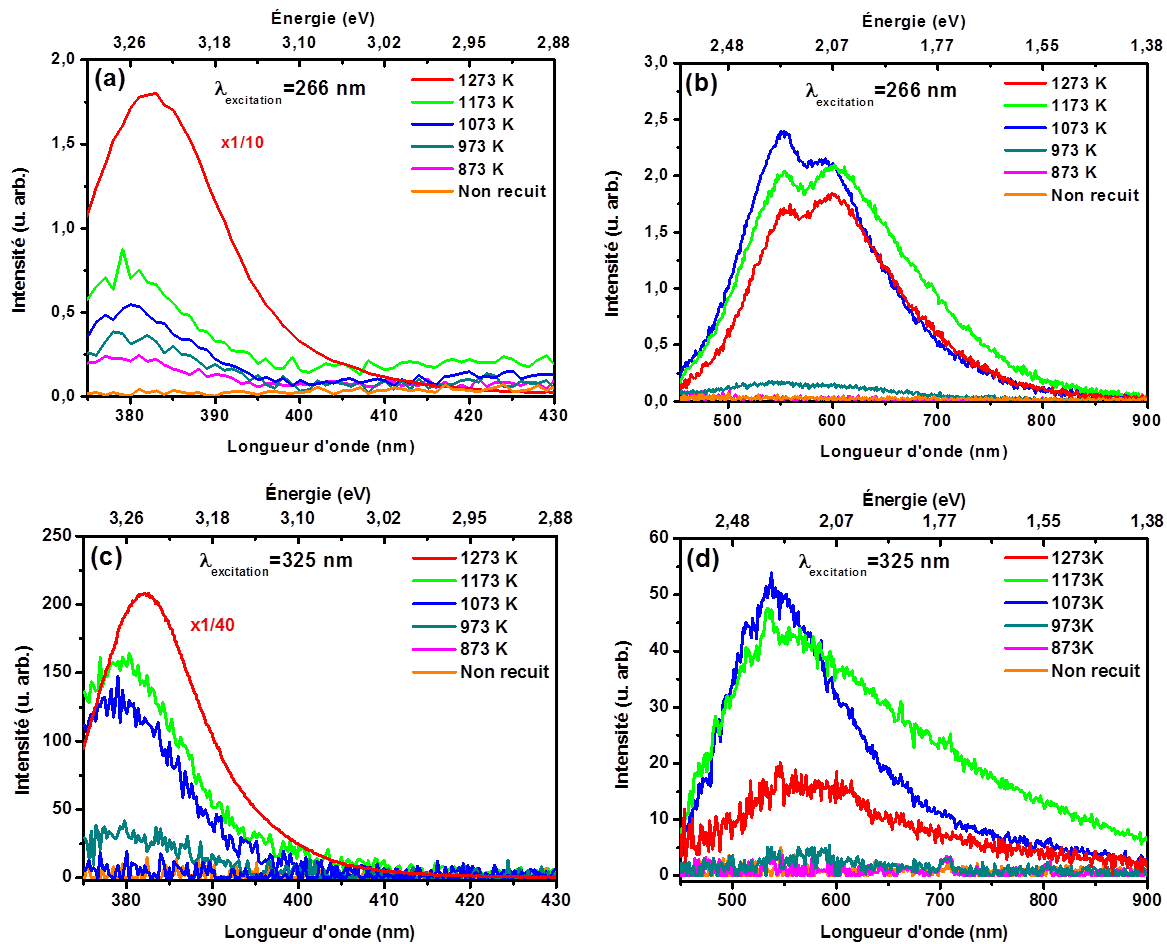 Énergie (eV)
3,26 3,18 3,10 3,02 2,95 2,88
(a)
λexcitation=266 nm
x1/10
1273 K
1173 K
1073 K
973 K
873 K
Non recuit
Intensité (u. arb.)
2,0
1,5
1,0
0,5
0,0
380 390 400 410 420 430
Longueur d'onde (nm)
Énergie (eV)
2,48 2,07 1,77 1,55 1,38
(b)
λexcitation=266 nm
1273 K
1173 K
1073 K
973 K
873 K
Non recuit
Intensité (u. arb.)
3,0
2,5
2,0
1,5
1,0
0,5
0,0
500 600 700 800 900
Longueur d'onde (nm)
Énergie (eV)
3,26 3,18 3,10 3,02 2,95 2,88
(c)
λexcitation=325 nm
x1/40
1273 K
1173 K
1073 K
973 K
873 K
Non recuit
Intensité (u. arb.)
250
200
150
100
50
0
380 390 400 410 420 430
Longueur d'onde (nm)
Énergie (eV)
2,48 2,07 1,77 1,55 1,38
(d)
λexcitation=325 nm
1273K
1173K
1073K
973K
873K
Non recuit
Intensité (u. arb.)
60
50
40
30
20
10
0
500 600 700 800 900
Longueur d'onde (nm)